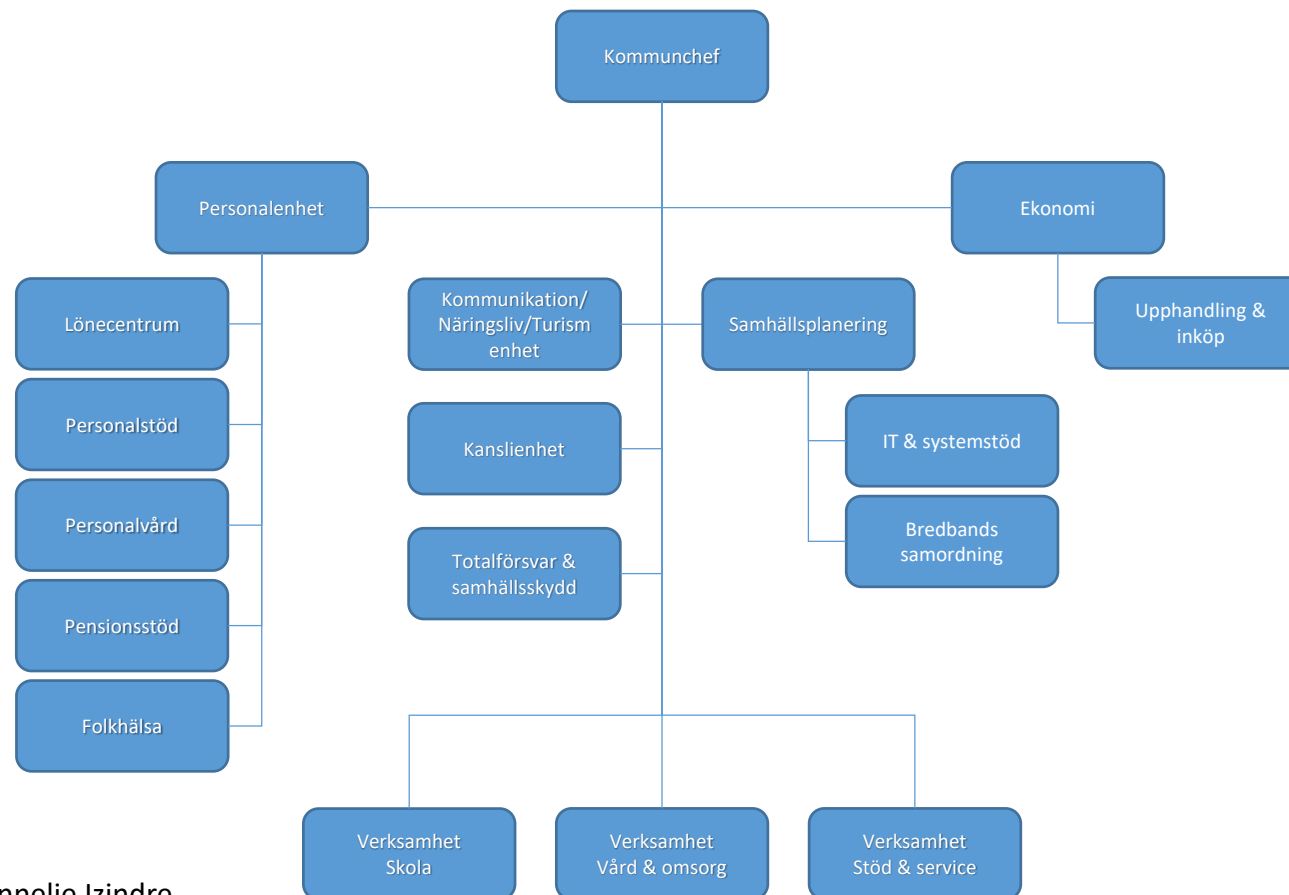 Kommunchef
Personalenhet
Ekonomi
Lönecentrum
Kommunikation/
Näringsliv/Turism
enhet
Samhällsplanering
Upphandling &
inköp
Personalstöd
Kanslienhet
IT & systemstöd
Personalvård
Bredbands
samordning
Totalförsvar &
samhällsskydd
Pensionsstöd
Folkhälsa
Verksamhet
Skola
Verksamhet
Vård & omsorg
Verksamhet
Stöd & service